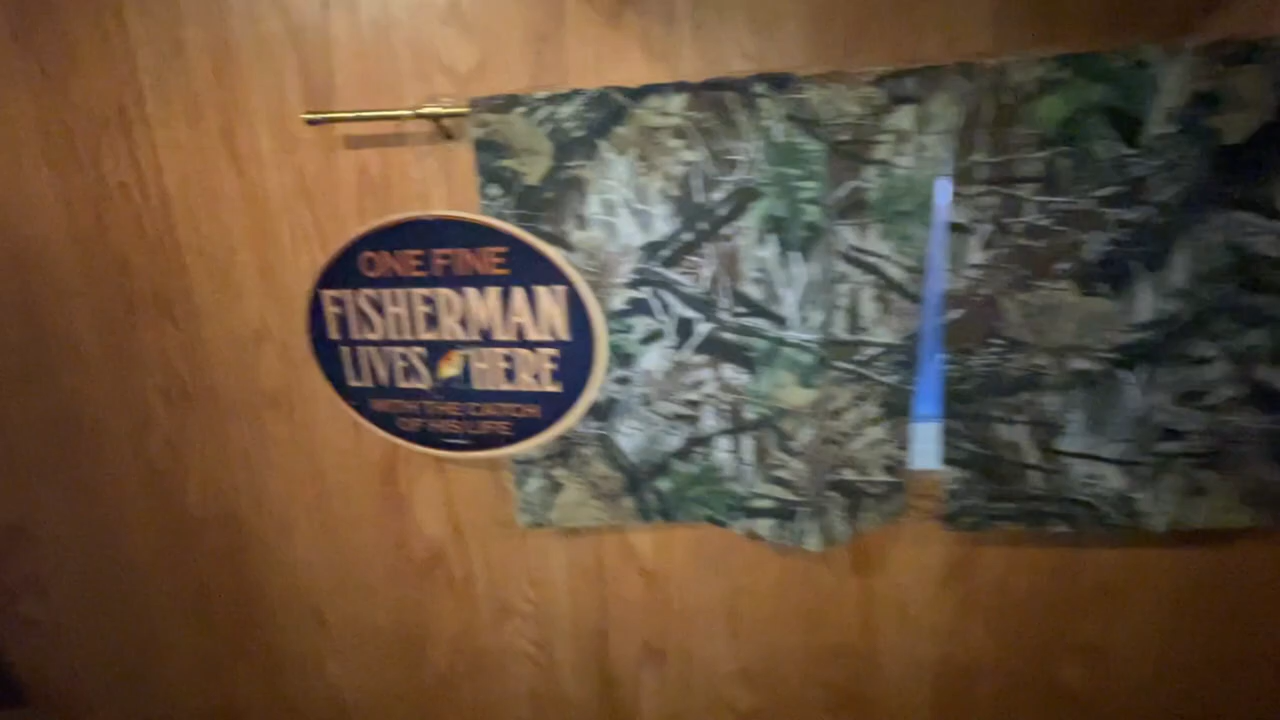 ONE FINE
FISHERMAN
LIVES HERE
WITH THE CATCH
OF HIS LIFE